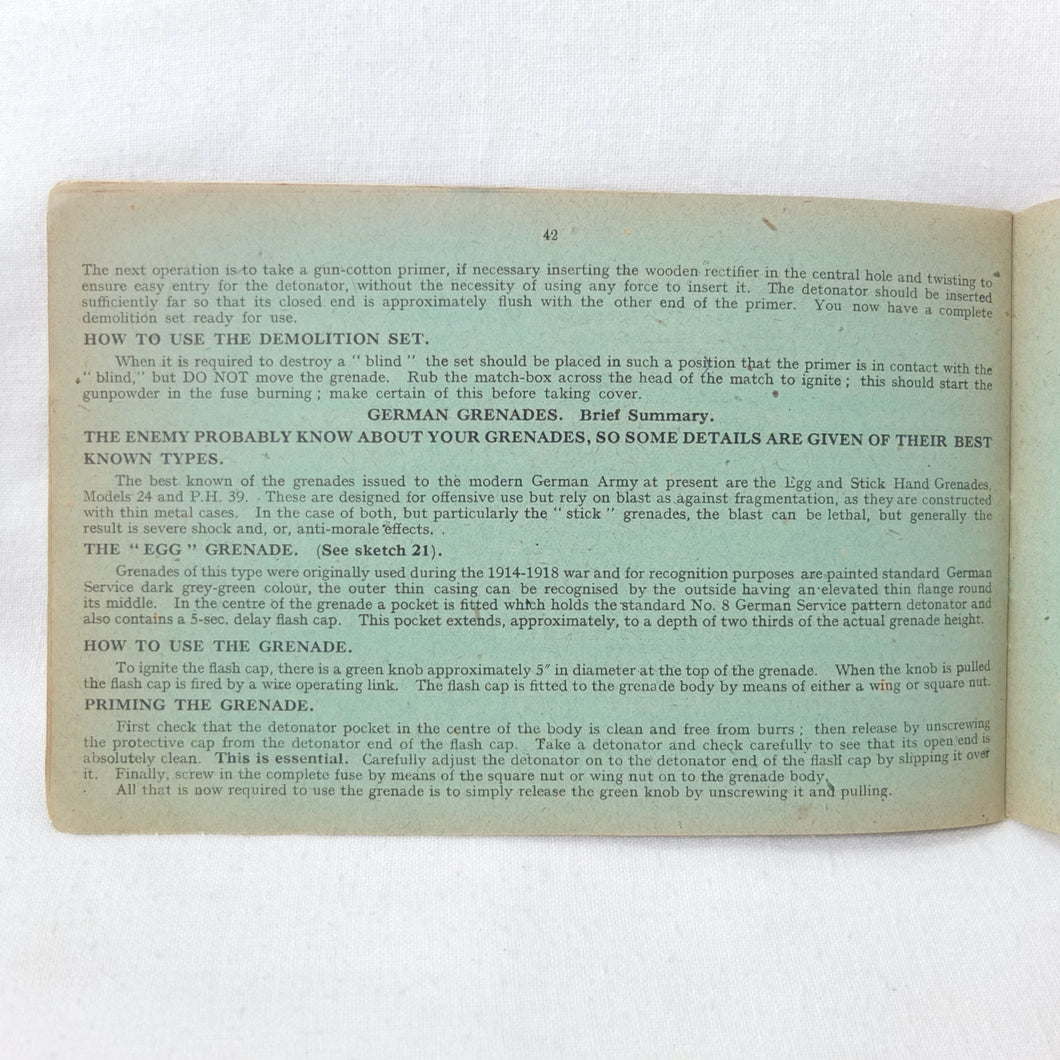 42
The next operation is to take a gun-cotton primer, if necessary inserting the wooden rectifier in the central hole and twisting to
ensure easy entry for the detonator, without the necessity of using any force to insert it. The detonator should be inserted
sufficiently far so that its closed end is approximately flush with the other end of the primer. You now have a complete
demolition set ready for use.
HOW TO USE THE DEMOLITION SET.
When it is required to destroy a " blind " the set should be placed in such a position that the primer is in contact with the
" blind," but DO NOT move the grenade. Rub the match-box across the head of the match to ignite ; this should start the
gunpowder in the fuse burning ; make certain of this before taking cover.
GERMAN GRENADES. Brief Summary.
THE ENEMY PROBABLY KNOW ABOUT YOUR GRENADES, SO SOME DETAILS ARE GIVEN OF THEIR BEST
KNOWN TYPES.
The best known of the grenades issued to the modern German Army at present are the Egg and Stick Hand Grenades,
Models 24 and P.H. 39. These are designed for offensive use but rely on blast as against fragmentation, as they are constructed
with thin metal cases. In the case of both, but particularly the " stick " grenades, the blast can be lethal, but generally the
result is severe shock and, or, anti-morale effects.
THE " EGG " GRENADE. (See sketch 21).
Grenades of this type were originally used during the 1914-1918 war and for recognition purposes are painted standard German
Service dark grey-green colour, the outer thin casing can be recognised by the outside having an elevated thin flange round
its middle. In the centre of the grenade a pocket is fitted which holds the standard No. 8 German Service pattern detonator and
also contains a 5-sec. delay flash cap. This pocket extends, approximately, to a depth of two thirds of the actual grenade height.
HOW TO USE THE GRENADE.
To ignite the flash cap, there is a green knob approximately 5″ in diameter at the top of the grenade. When the knob is pulled
the flash cap is fired by a wire operating link. The flash cap is fitted to the grenade body by means of either a wing or square nut.
PRIMING THE GRENADE.
First check that the detonator pocket in the centre of the body is clean and free from burrs ; then release by unscrewing
the protective cap from the detonator end of the flash cap. Take a detonator and check carefully to see that its open end is
absolutely clean. This is essential. Carefully adjust the detonator on to the detonator end of the flash cap by slipping it over
it. Finally, screw in the complete fuse by means of the square nut or wing nut on to the grenade body.
All that is now required to use the grenade is to simply release the green knob by unscrewing it and pulling.